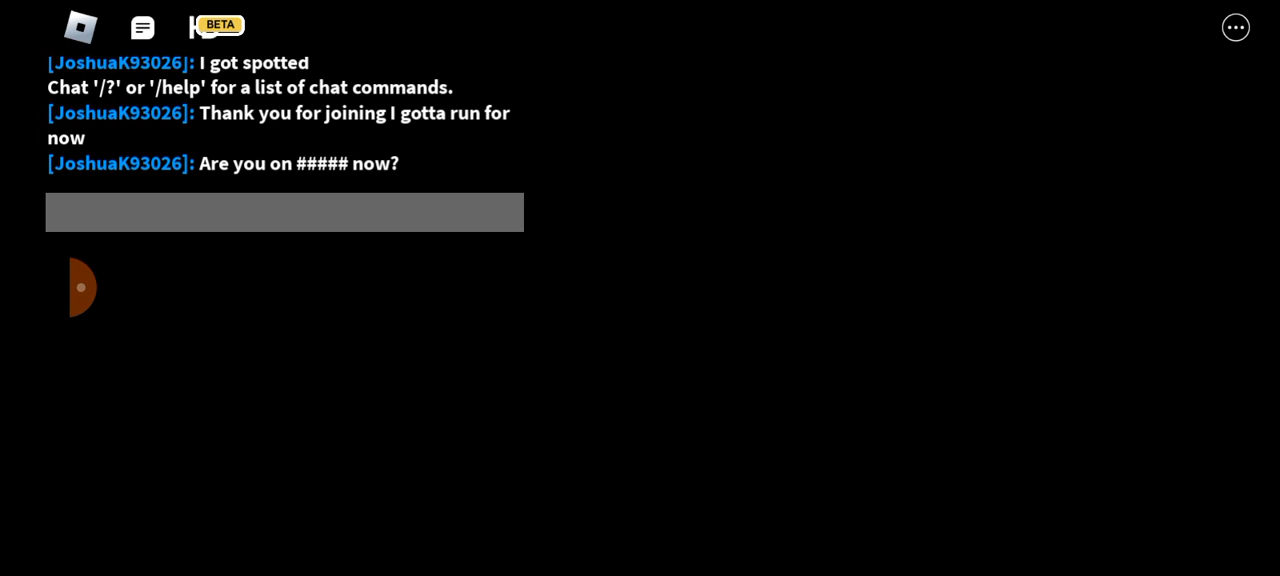 BETA
[JoshuaK93026]: I got spotted
Chat '/?' or '/help' for a list of chat commands.
[JoshuaK93026]: Thank you for joining I gotta run for
now
[JoshuaK93026]: Are you on ##### now?